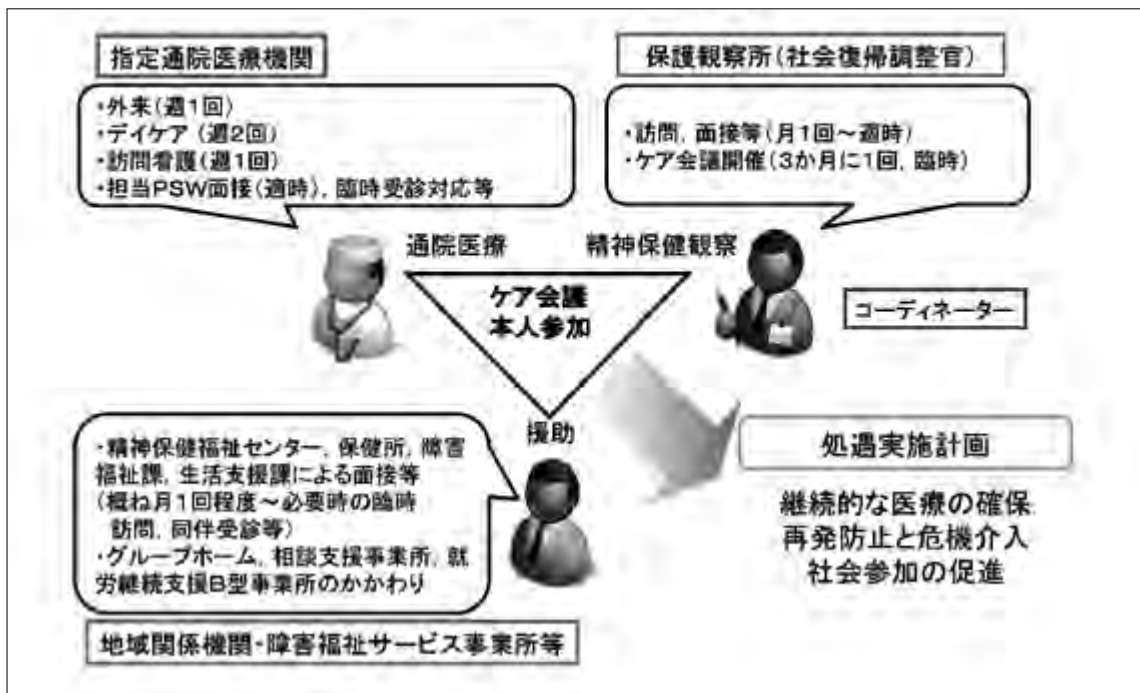 指定通院医療機関
・外来(週1回)
・デイケア(週2回)
・訪問看護(週1回)
・担当PSW面接(適時), 臨時受診対応等
保護観察所(社会復帰調整官)
・訪問, 面接等(月1回~適時)
・ケア会議開催(3か月に1回, 臨時)
通院医療
精神保健観察
ケア会議
本人参加
コーディネーター
援助
・精神保健福祉センター, 保健所, 障害
福祉課, 生活支援課による面接等
(概ね月1回程度~必要時の臨時
訪問, 同伴受診等)
・グループホーム, 相談支援事業所, 就
労継続支援B型事業所のかかわり
地域関係機関・障害福祉サービス事業所等
処遇実施計画
継続的な医療の確保
再発防止と危機介入
社会参加の促進